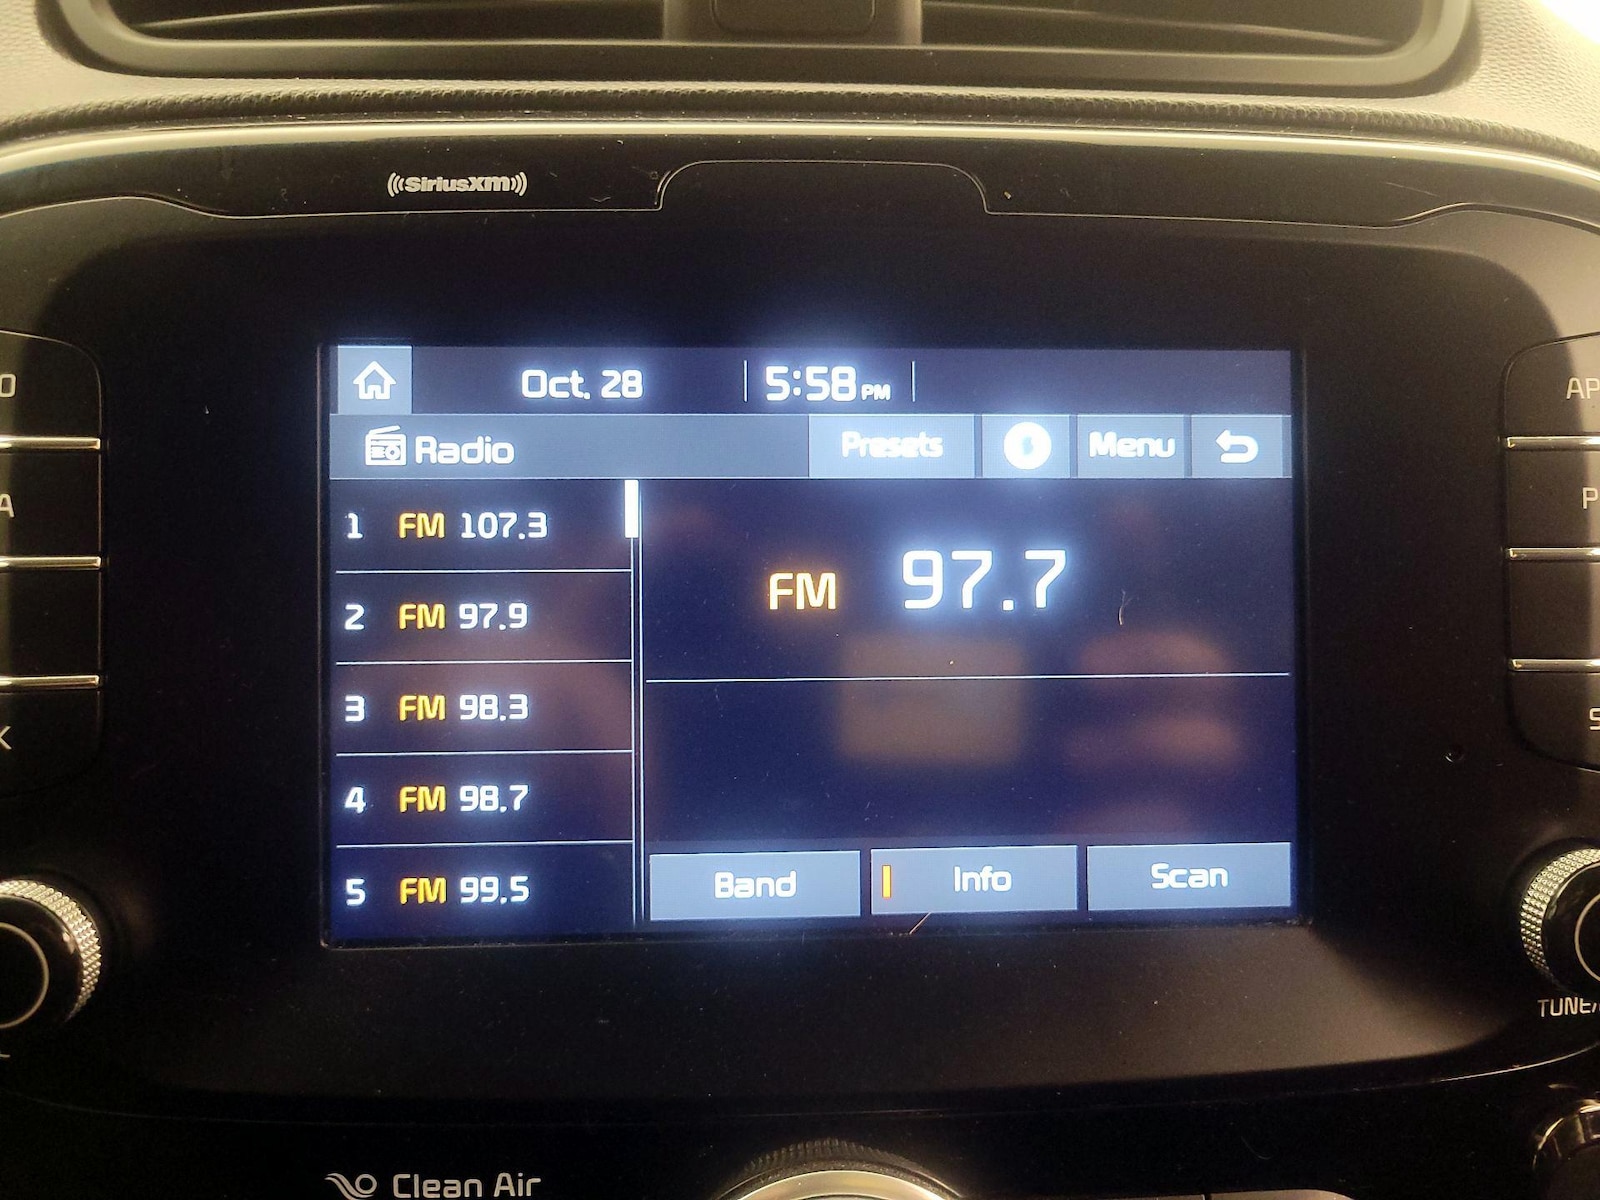 SiriusXM
Oct. 28 5:58 PM
Radio Presets Menu
1 FM 107.3
2 FM 97.9
3 FM 98.3
4 FM 98.7
5 FM 99.5
FM 97.7
Band Info Scan
Clean Air